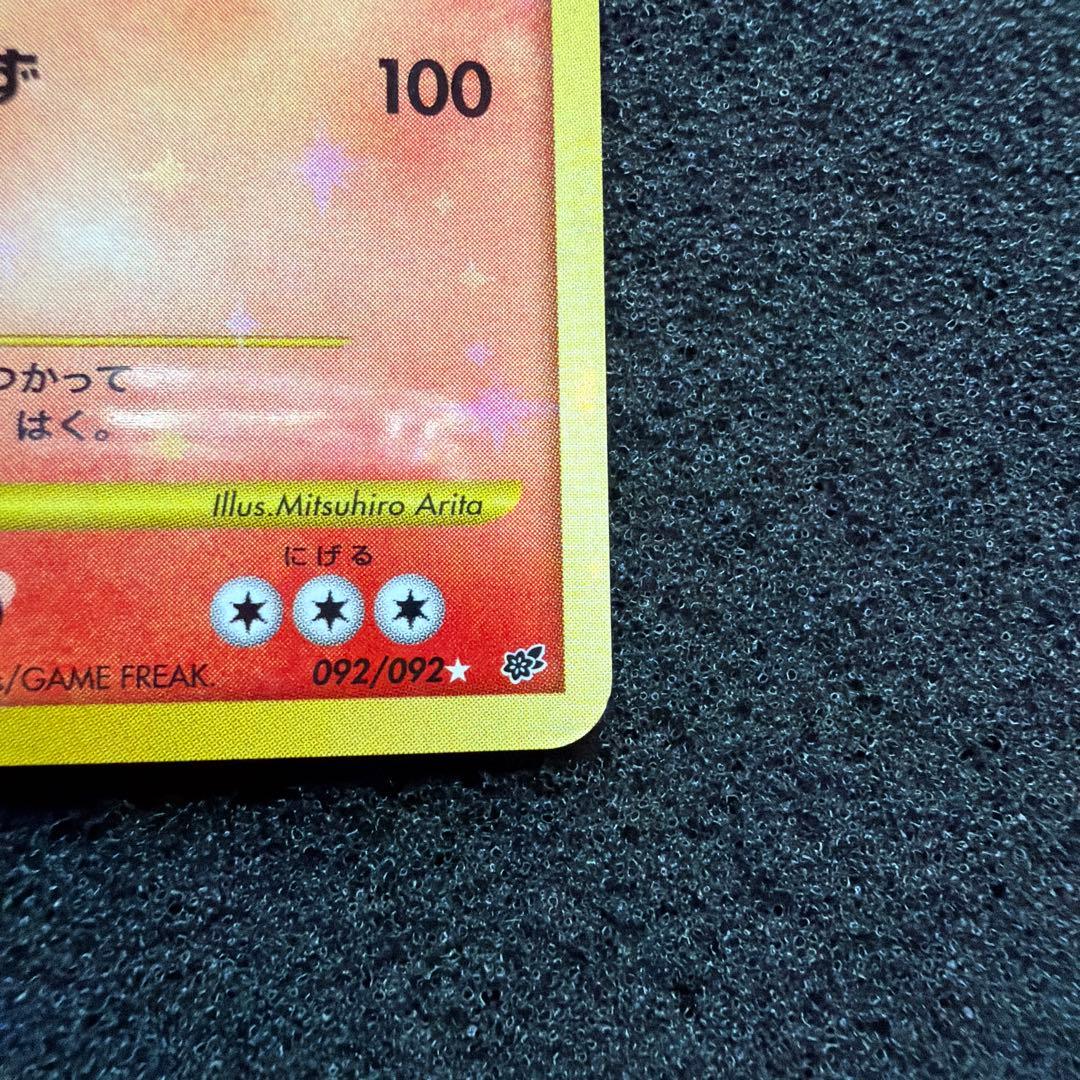 ず 100
つかって
はく。
Illus.Mitsuhiro Arita
にげる
/GAME FREAK.
092/092